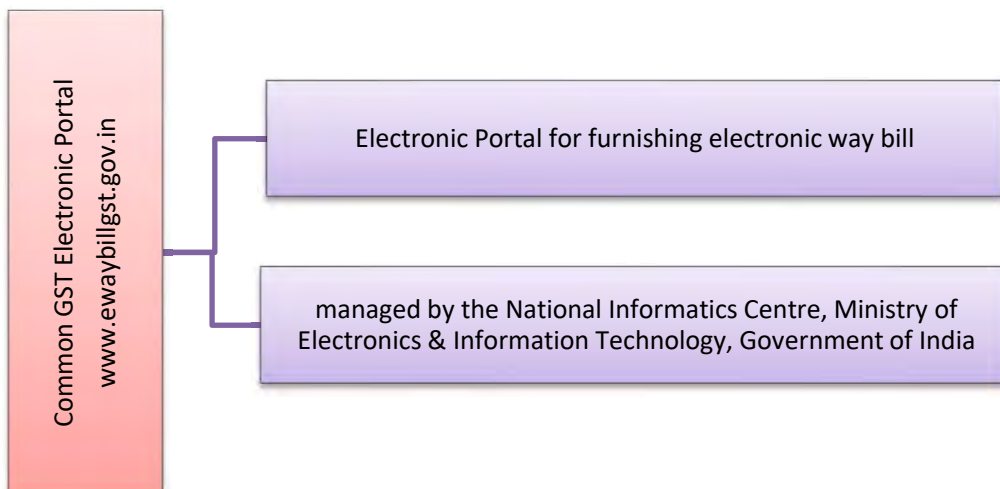 Common GST Electronic Portal
www.ewaybillgst.gov.in
Electronic Portal for furnishing electronic way bill
managed by the National Informatics Centre, Ministry of
Electronics & Information Technology, Government of India